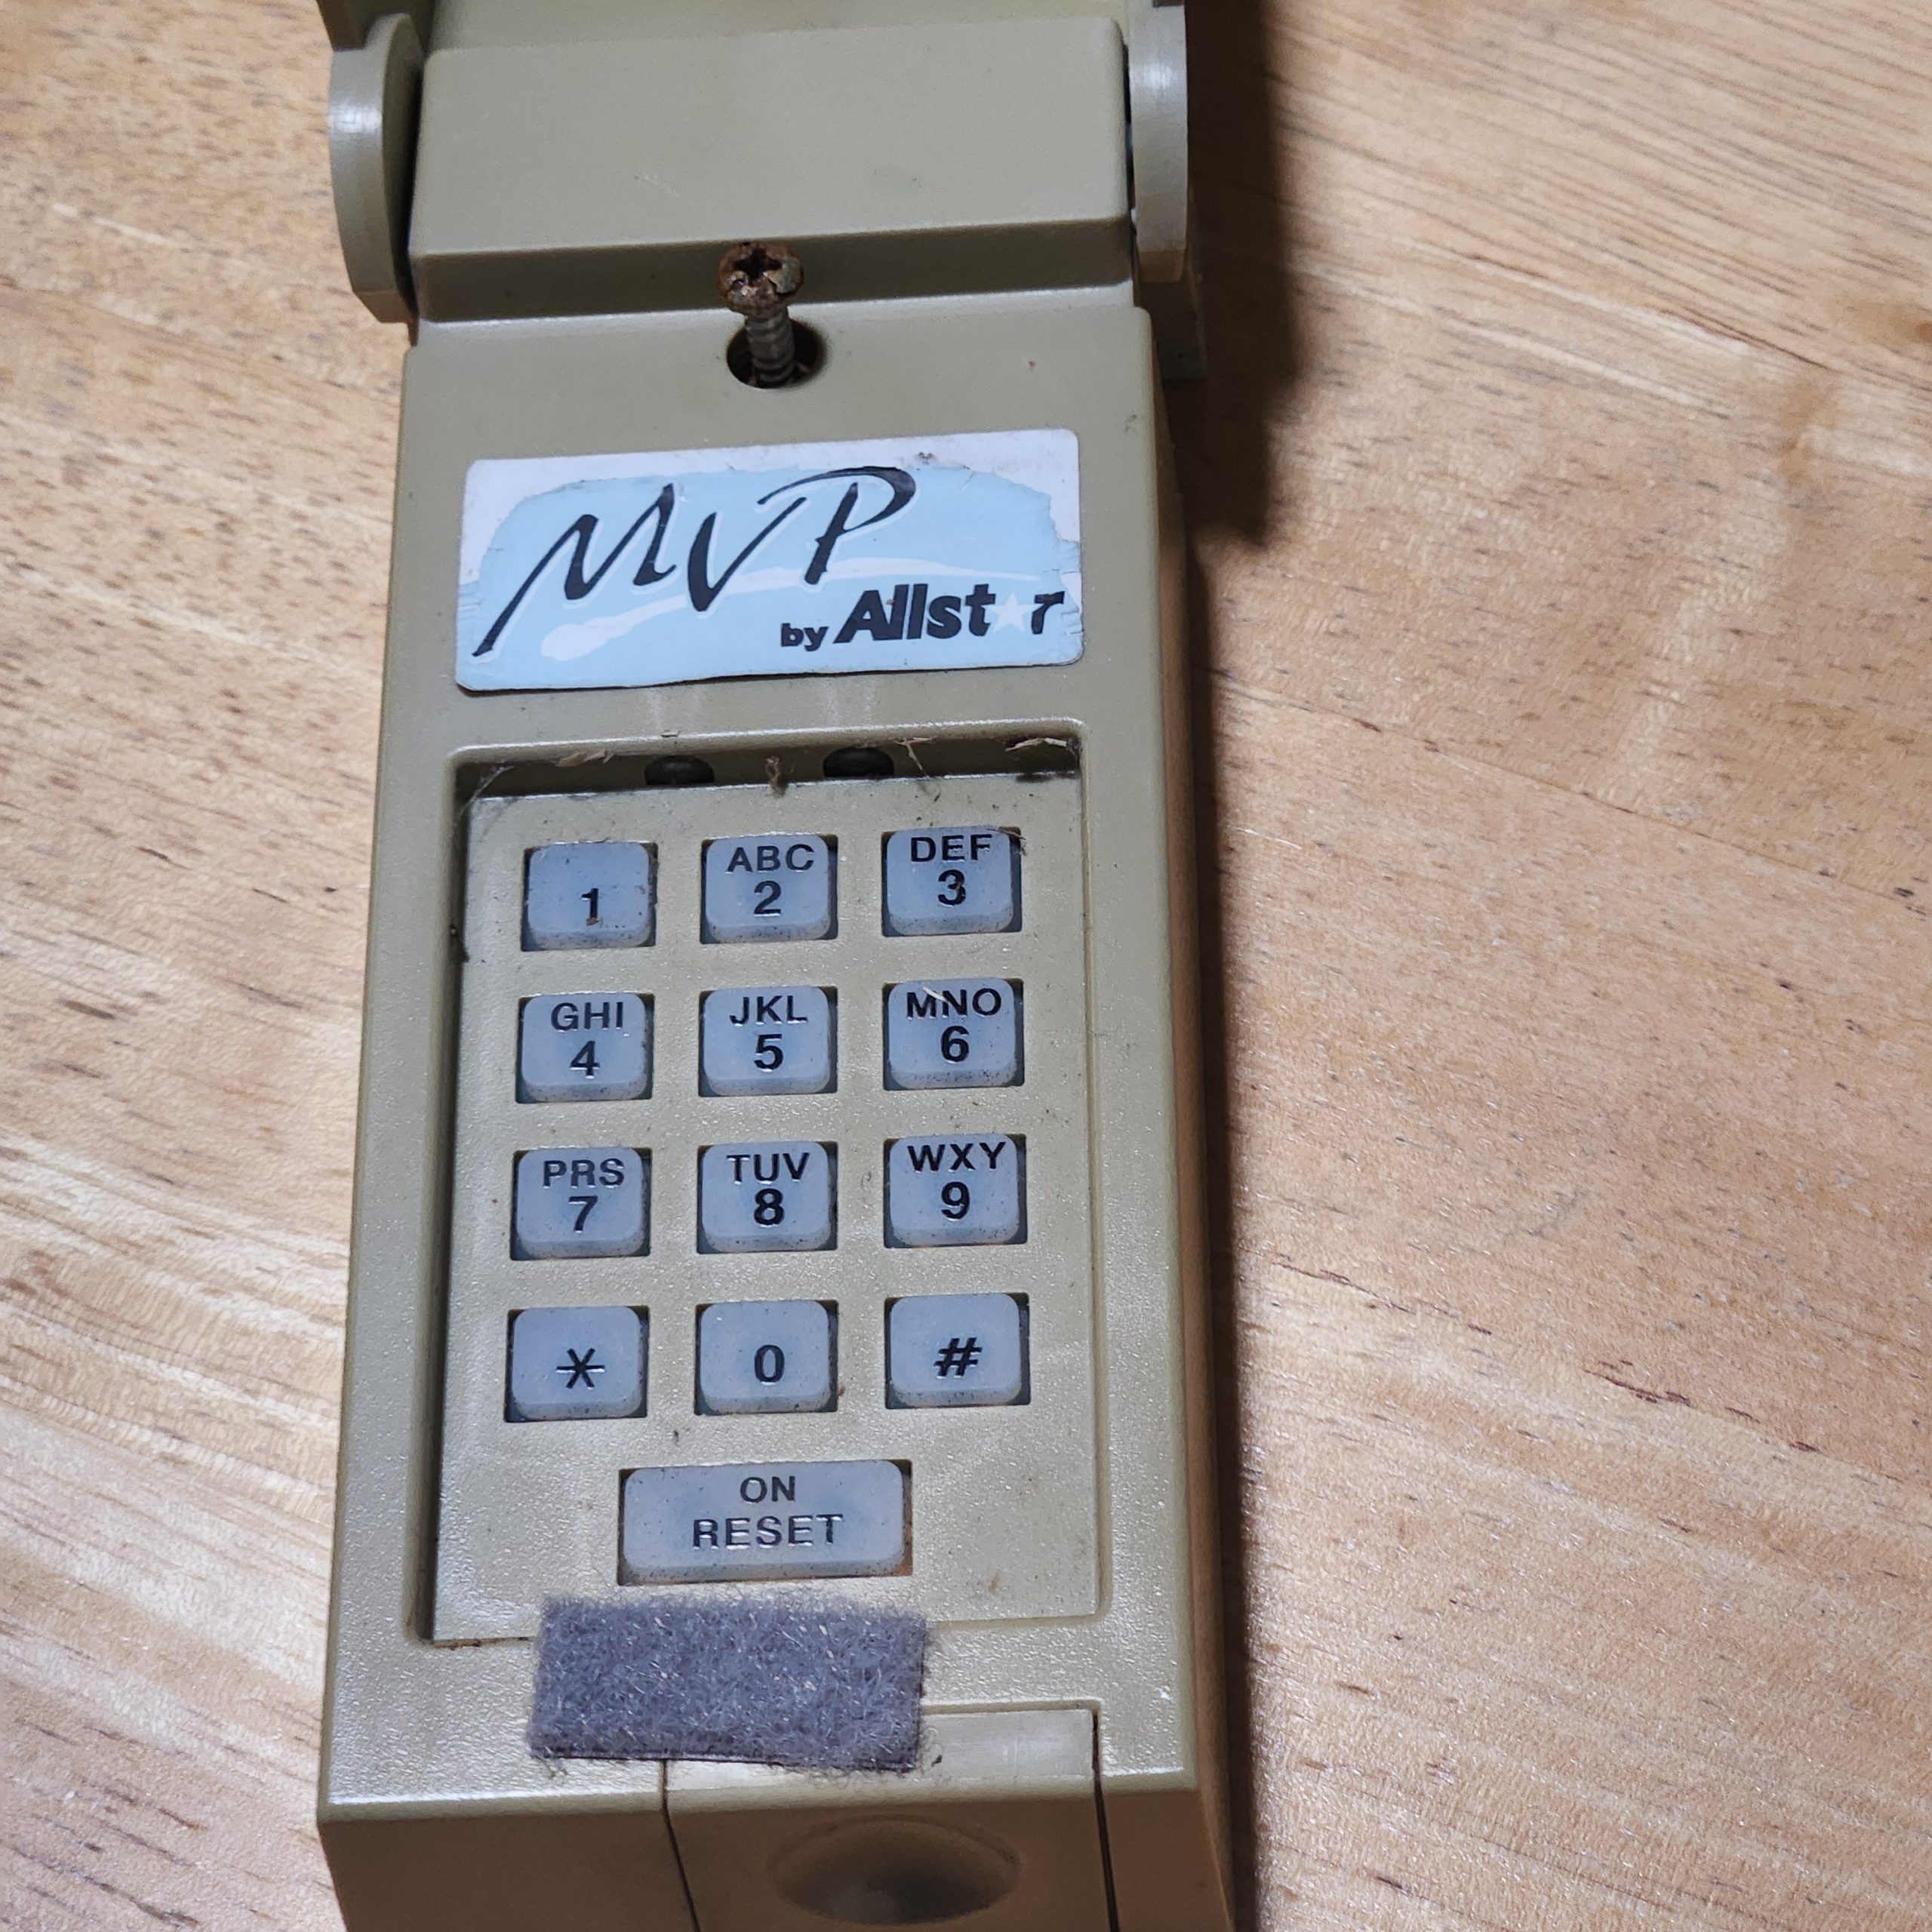 MVP
by Allstar
1
ABC
2
DEF
3
GHI
4
JKL
5
MNO
6
PRS
7
TUV
8
WXY
9
*
0
#
ON
RESET